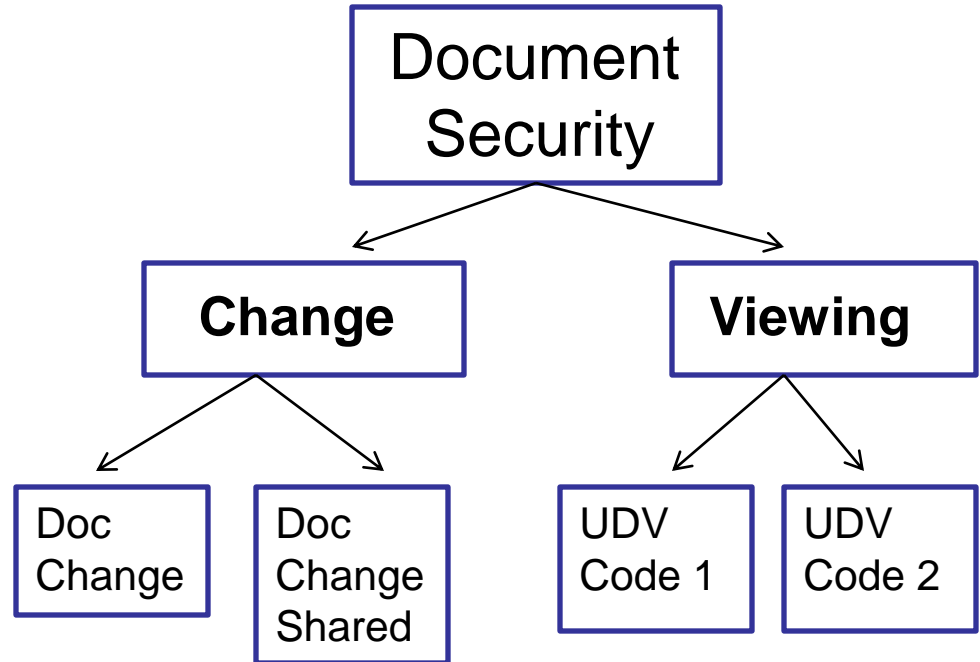 Document
Security
Change
Viewing
Doc
Change
Doc
Change
Shared
UDV
Code 1
UDV
Code 2